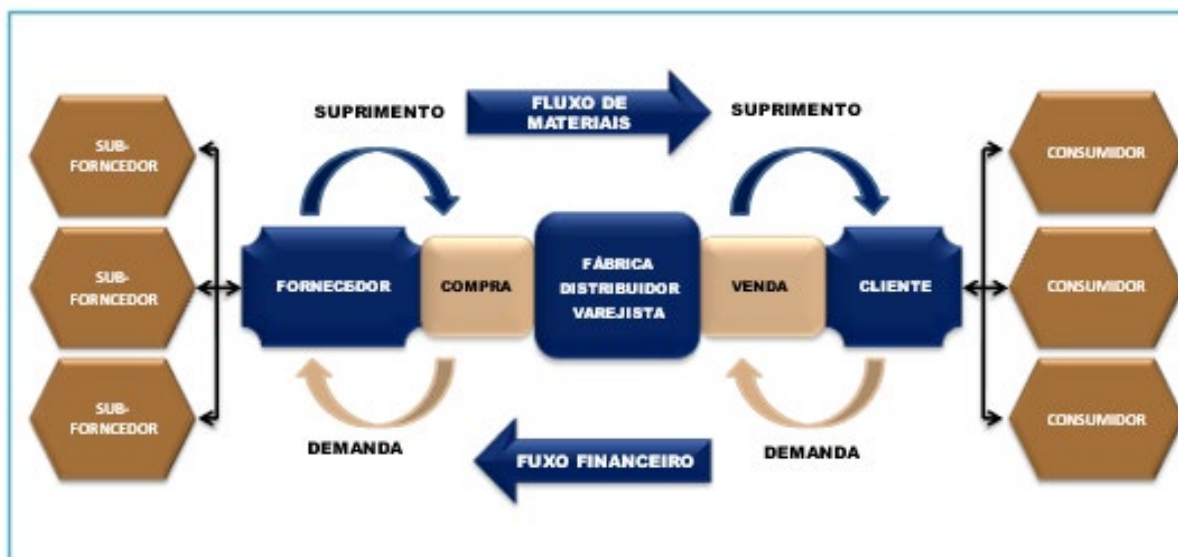 SUPRIMENTO
FLUXO DE
MATERIAIS
SUPRIMENTO
SUB-
FORNCEDOR
SUB-
FORNCEDOR
SUB-
FORNCEDOR
FORNECEDOR
COMPRA
FÁBRICA
DISTRIBUIDOR
VAREJISTA
VENDA
CLIENTE
CONSUMIDOR
CONSUMIDOR
CONSUMIDOR
DEMANDA
FUXO FINANCEIRO
DEMANDA